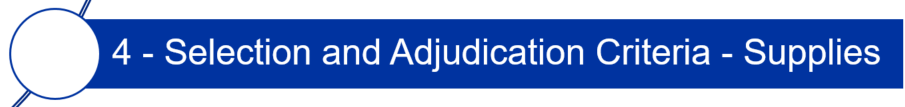 4 - Selection and Adjudication Criteria - Supplies